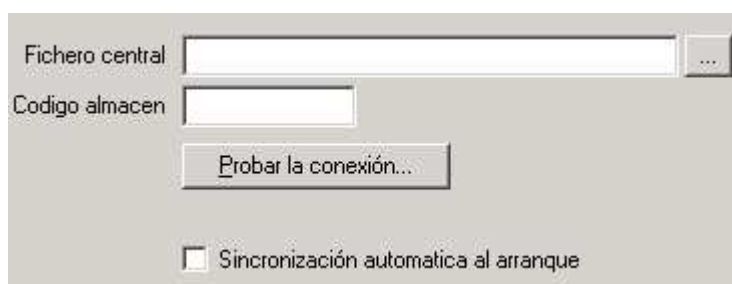 Fichero central ...
Codigo almacen
Probar la conexión...
Sincronización automatica al arranque